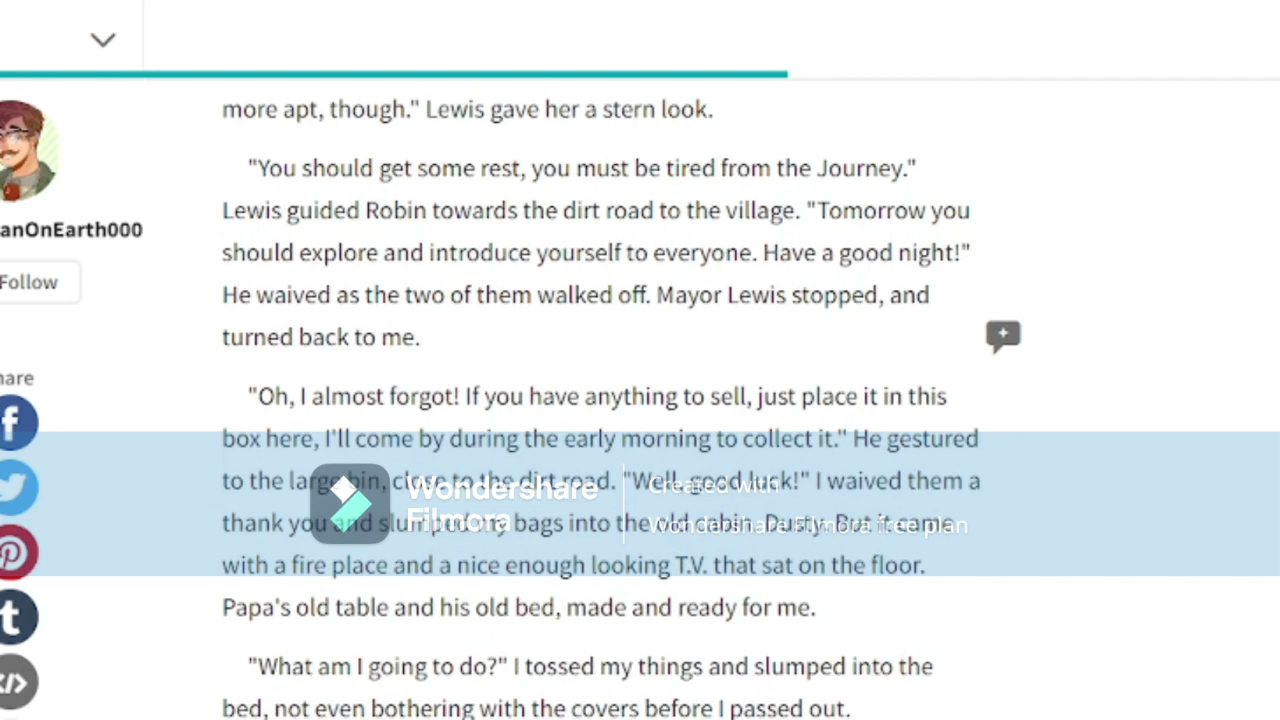 more apt, though." Lewis gave her a stern look.
"You should get some rest, you must be tired from the Journey."
Lewis guided Robin towards the dirt road to the village. "Tomorrow you
should explore and introduce yourself to everyone. Have a good night!"
He waived as the two of them walked off. Mayor Lewis stopped, and
turned back to me.
anOnEarth000
Follow
hare
"Oh, I almost forgot! If you have anything to sell, just place it in this
box here, I'll come by during the early morning to collect it." He gestured
to the large bin, close to the dirt road. "Well, good luck!" I waived them a
thank you and slumped my bags into the old cabin. Dusty. But it came
with a fire place and a nice enough looking T.V. that sat on the floor.
Papa's old table and his old bed, made and ready for me.
"What am I going to do?" I tossed my things and slumped into the
bed, not even bothering with the covers before I passed out.
Wondershare
Filmora
Created with
Wondershare Filmora free plan